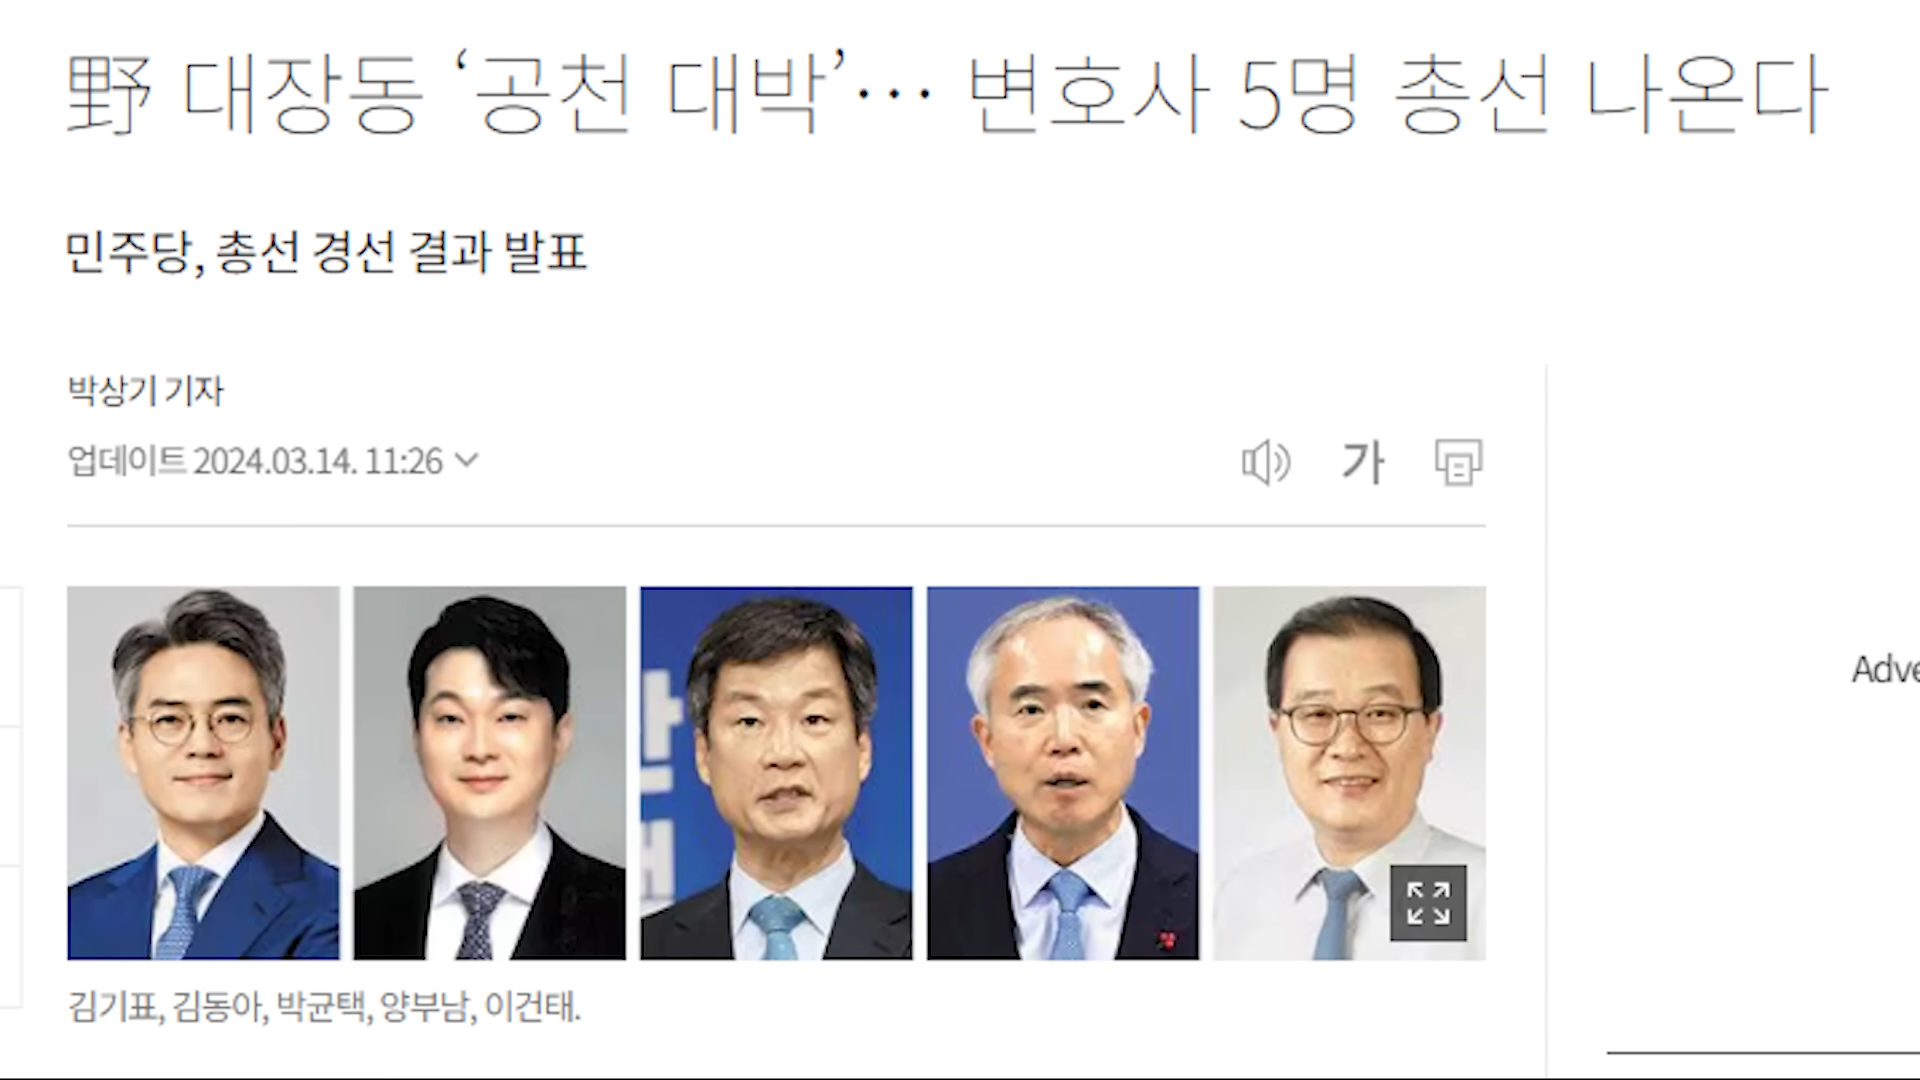 野 대장동 ‘공천 대박’… 변호사 5명 총선 나온다
민주당, 총선 경선 결과 발표
박상기 기자
업데이트 2024.03.14. 11:26
가
김기표, 김동아, 박균택, 양부남, 이건태.